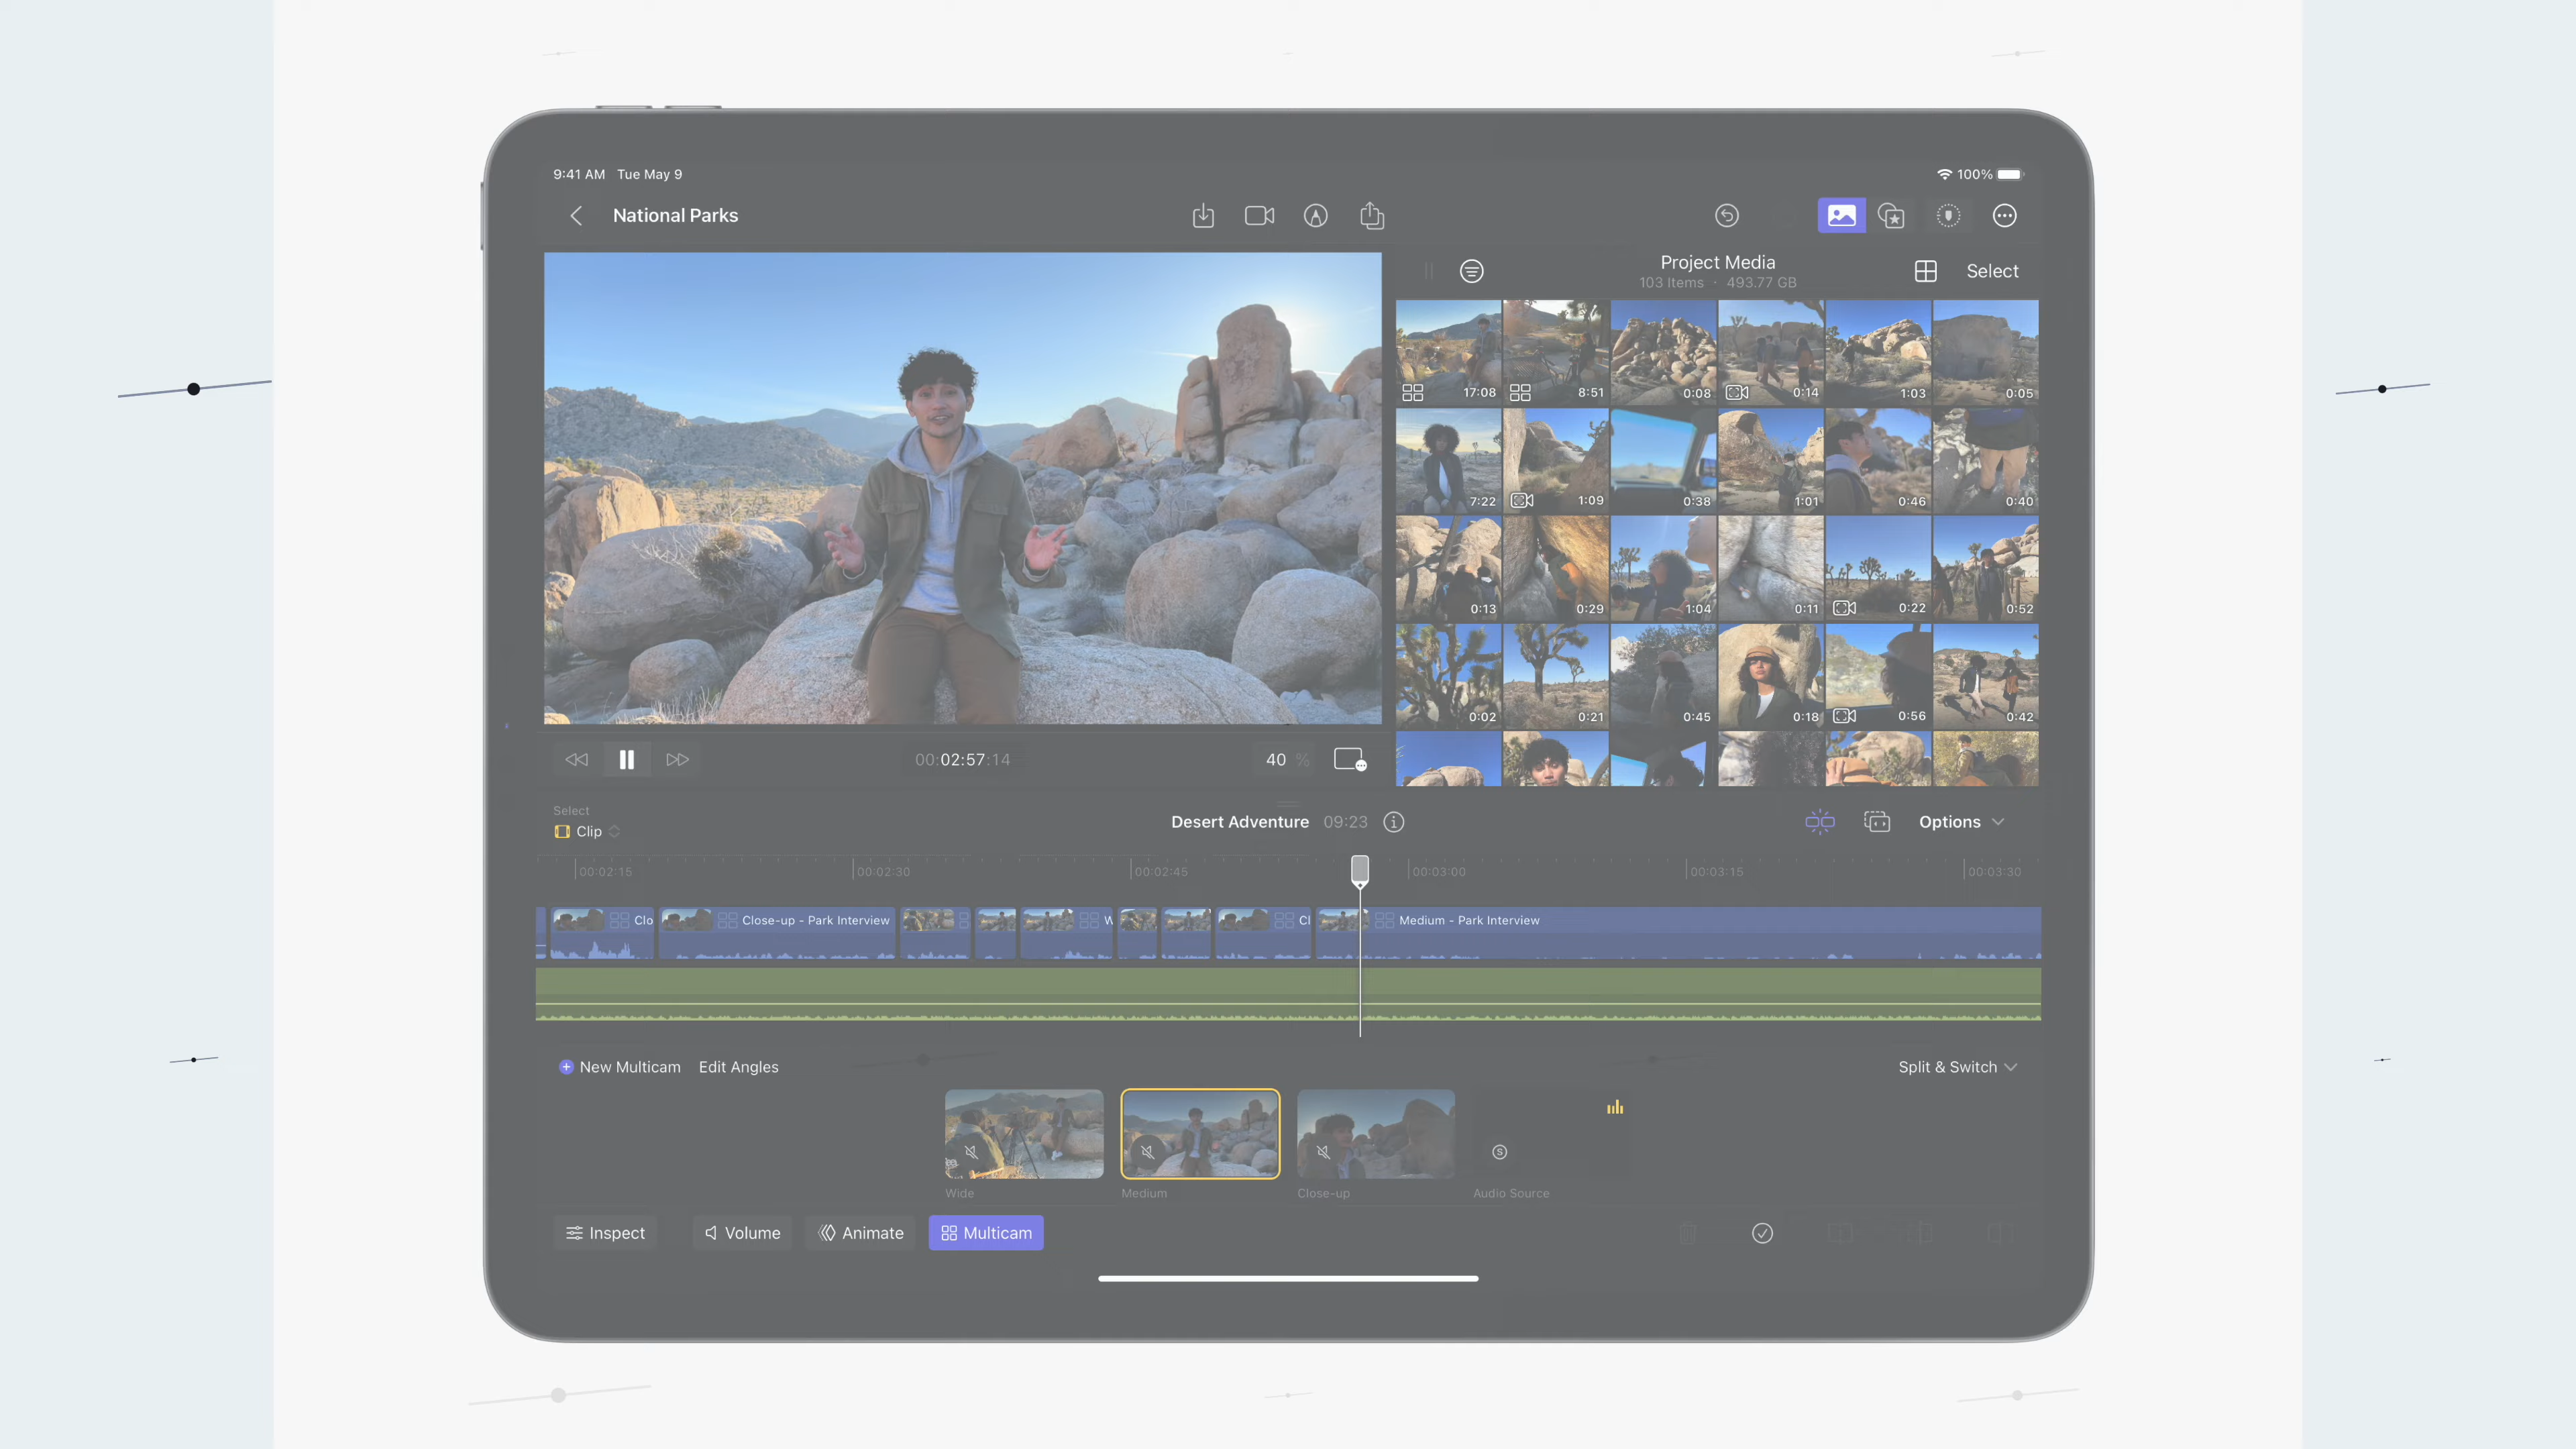 9:41 AM Tue May 9
100%
National Parks
Project Media
103 Items · 493.77 GB
Select
17:08
8:51
0:08
0:14
1:03
0:05
7:22
1:09
0:38
1:01
0:46
0:40
0:13
0:29
1:04
0:11
0:22
0:52
0:02
0:21
0:45
0:18
0:56
0:42
00:02:57:14
40 %
Select
Clip
Desert Adventure 09:23
Options
00:02:15
00:02:30
00:02:45
00:03:00
00:03:15
00:03:30
Clo
Close-up - Park Interview
W
Cl
Medium - Park Interview
New Multicam
Edit Angles
Split & Switch
Wide
Medium
Close-up
S
Audio Source
Inspect
Volume
Animate
Multicam